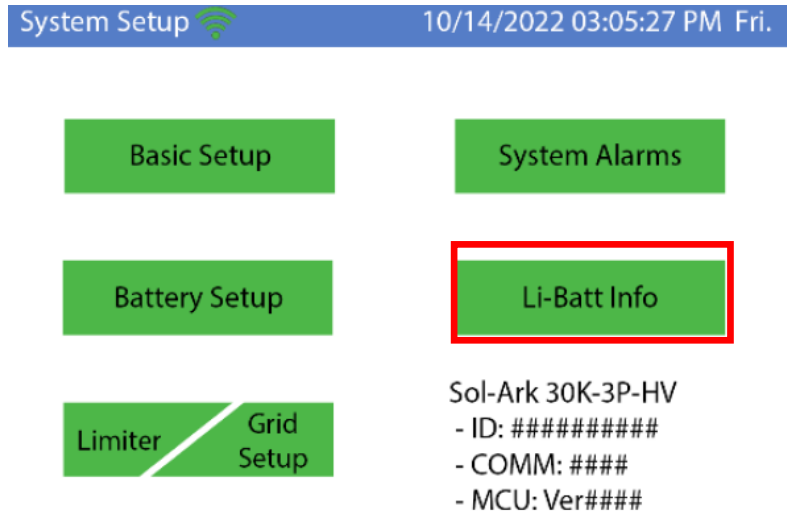 System Setup 10/14/2022 03:05:27 PM Fri.
Basic Setup
System Alarms
Battery Setup
Li-Batt Info
Limiter
Grid
Setup
Sol-Ark 30K-3P-HV
- ID: ##########
- COMM: ####
- MCU: Ver####